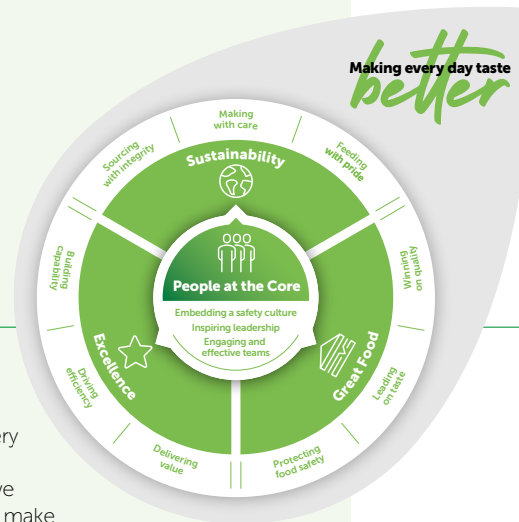 Making every day taste
better
Making
with care
Sourcing
with integrity
Feeding
with pride
Sustainability
Building
capability
Winning
on quality
People at the Core
Embedding a safety culture
Inspiring leadership
Engaging and
effective teams
Excellence
Great Food
Driving
efficiency
Leading
on taste
Delivering
value
Protecting
food safety
make